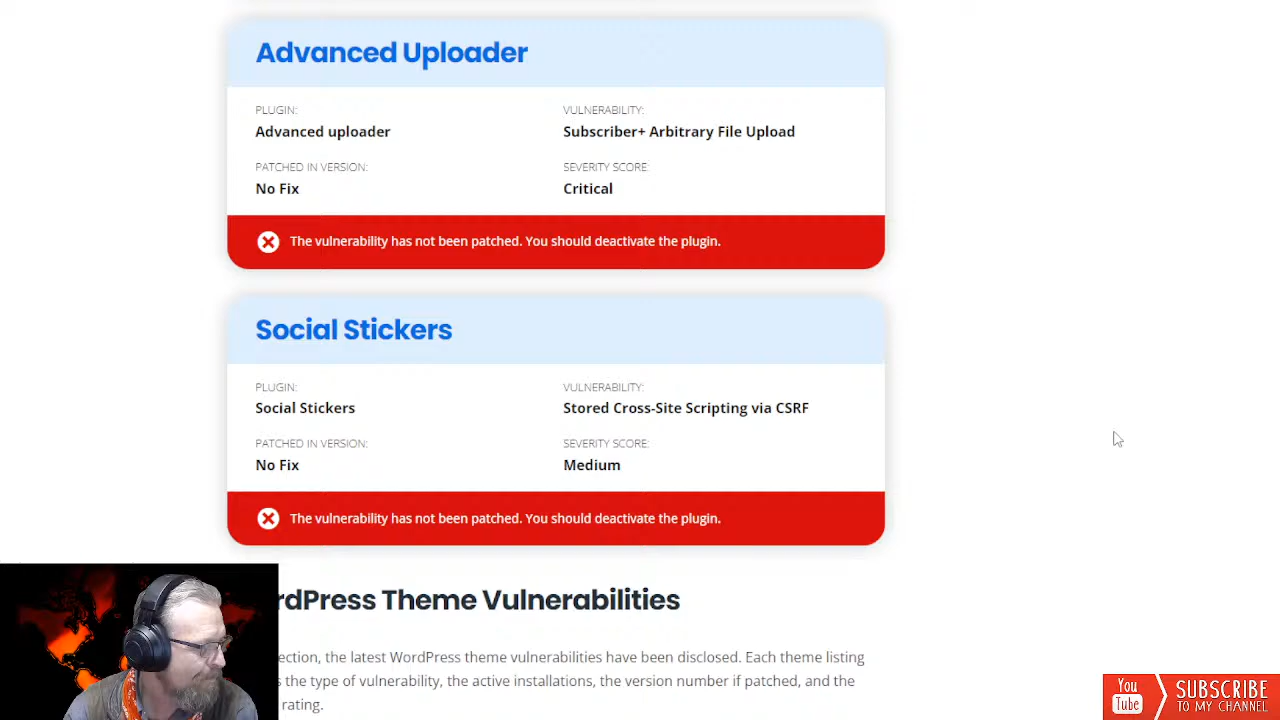 Advanced Uploader
PLUGIN:
Advanced uploader
VULNERABILITY:
Subscriber+ Arbitrary File Upload
PATCHED IN VERSION:
No Fix
SEVERITY SCORE:
Critical
The vulnerability has not been patched. You should deactivate the plugin.
Social Stickers
PLUGIN:
Social Stickers
VULNERABILITY:
Stored Cross-Site Scripting via CSRF
PATCHED IN VERSION:
No Fix
SEVERITY SCORE:
Medium
The vulnerability has not been patched. You should deactivate the plugin.
rdPress Theme Vulnerabilities
ection, the latest WordPress theme vulnerabilities have been disclosed. Each theme listing
s the type of vulnerability, the active installations, the version number if patched, and the
rating.
You
Tube
SUBSCRIBE
TO MY CHANNEL